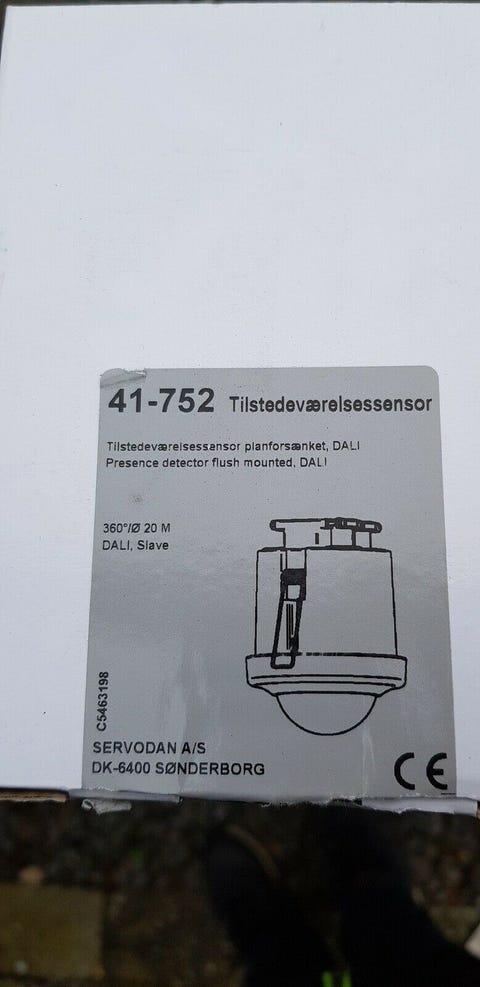 41-752 Tilstedeværelsessensor
Tilstedeværelsessensor planforsænket, DALI
Presence detector flush mounted, DALI
360°/Ø 20 M
DALI, Slave
C5463198
SERVODAN A/S
DK-6400 SØNDERBORG
CE